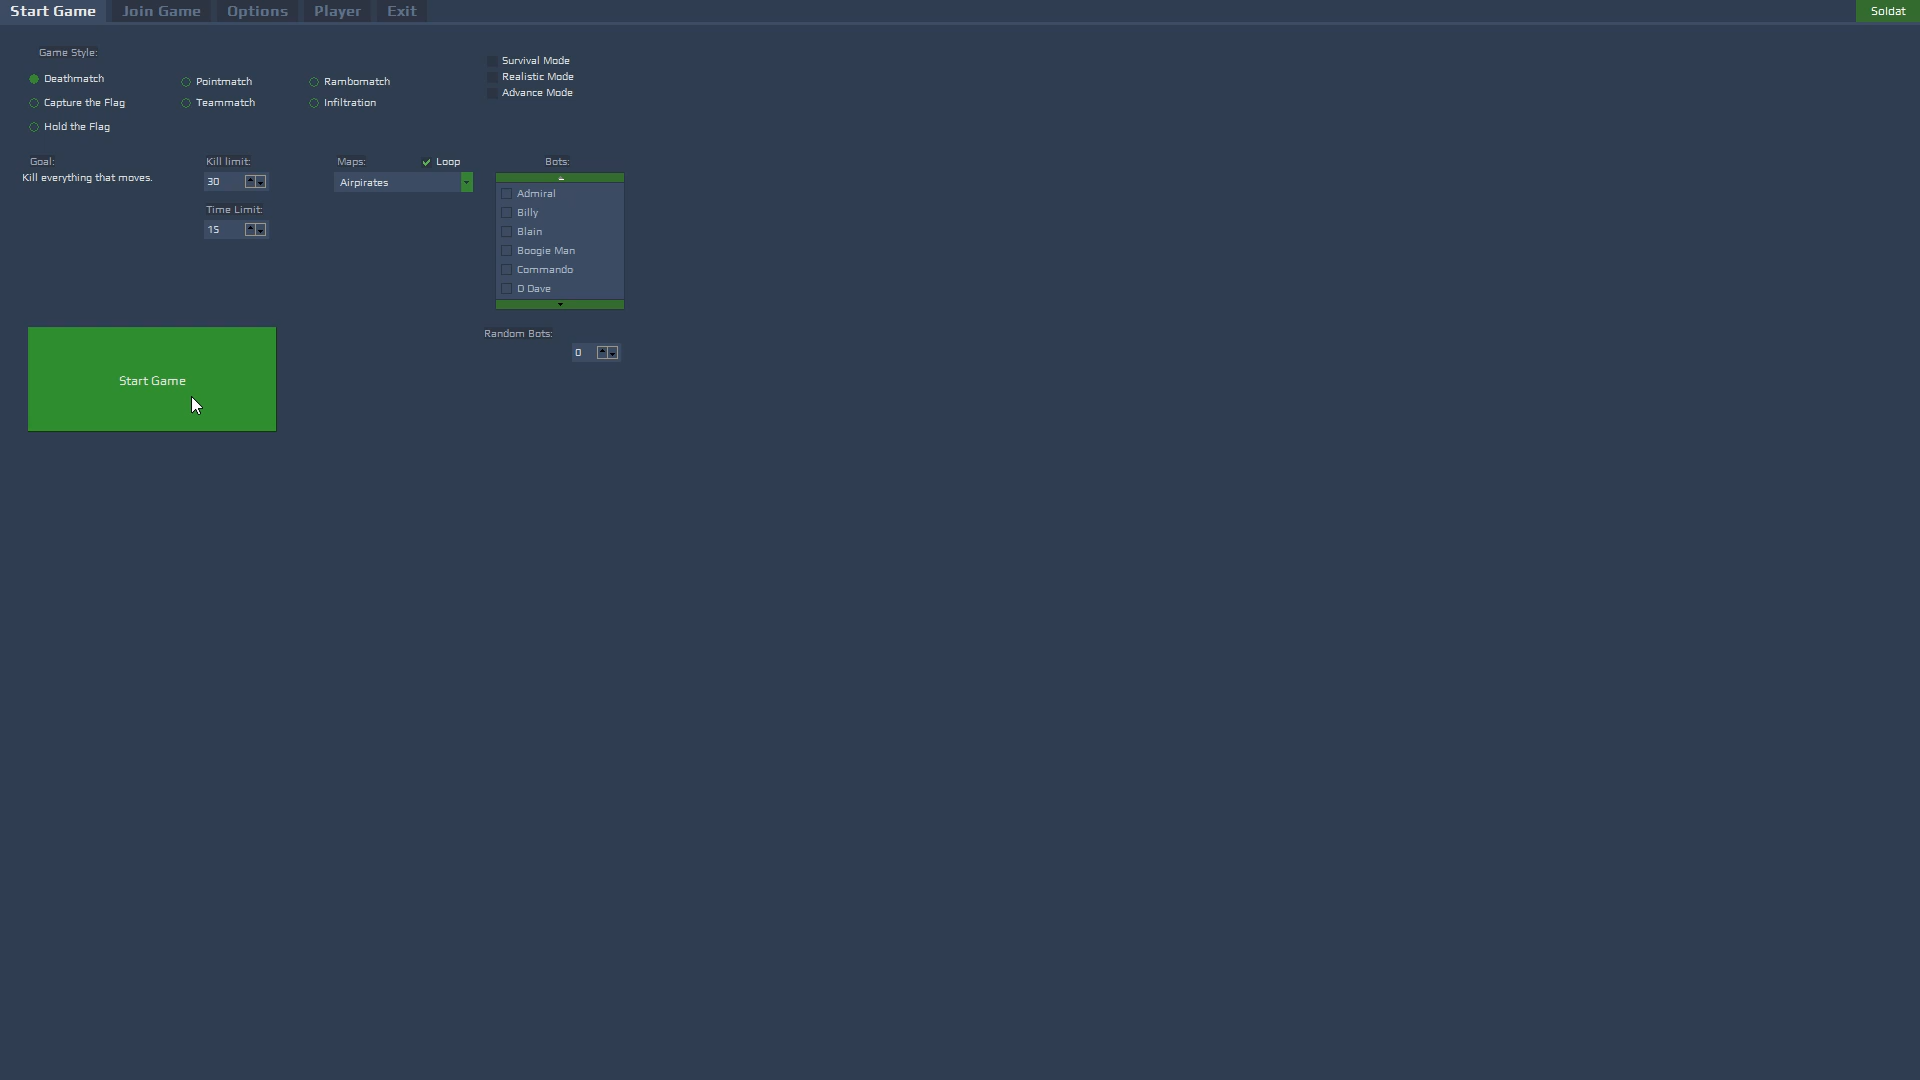 Start Game Join Game Options Player Exit Soldat
Game Style:
Deathmatch Pointmatch Rambomatch
Capture the Flag Teammatch Infiltration
Hold the Flag
Survival Mode
Realistic Mode
Advance Mode
Goal:
Kill everything that moves.
Kill limit:
30
Time Limit:
15
Maps: Loop
Airpirates
Bots:
Admiral
Billy
Blain
Boogie Man
Commando
D Dave
Random Bots:
0
Start Game